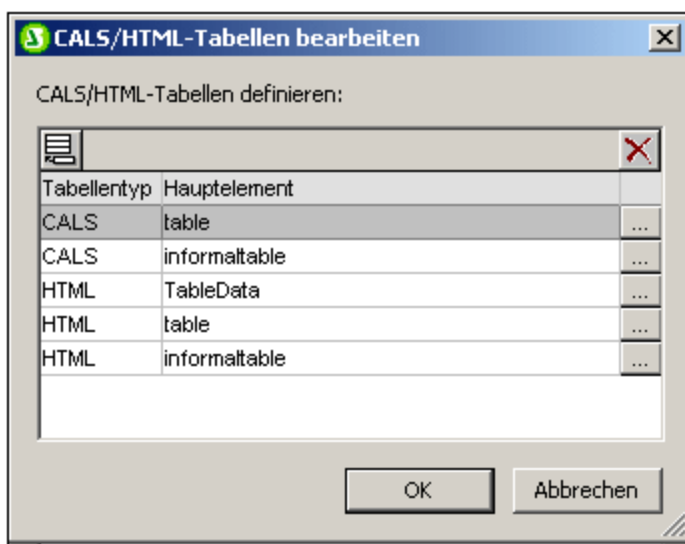 CALS/HTML-Tabellen bearbeiten
CALS/HTML-Tabellen definieren:
Tabellentyp Hauptelement
CALS table ...
CALS informaltable ...
HTML TableData ...
HTML table ...
HTML informaltable ...
OK Abbrechen